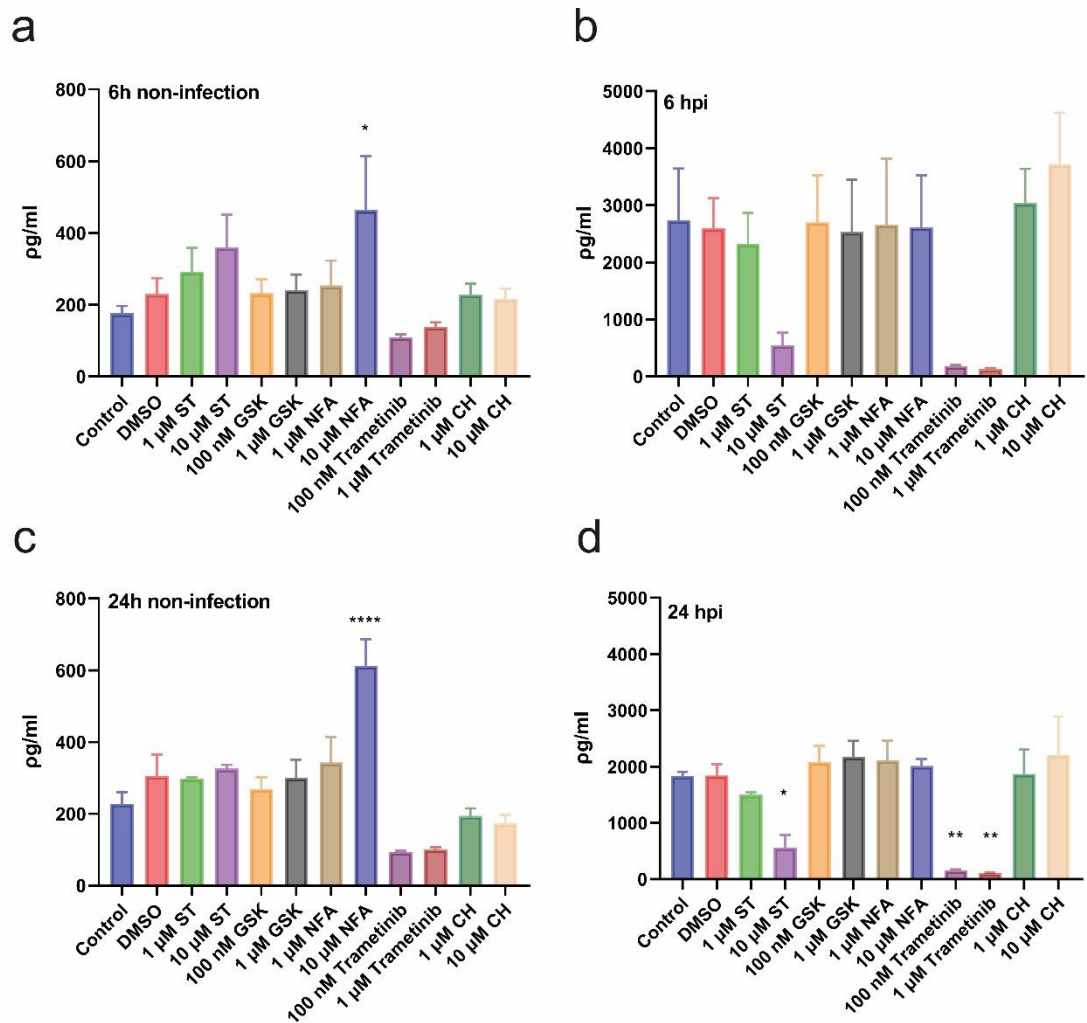 a
6h non-infection
ρg/ml
800
600
400
200
0
*
Control
DMSO
1 µM ST
10 µM ST
100 nM GSK
1 µM GSK
1 µM NFA
10 µM NFA
100 nM Trametinib
1 µM Trametinib
1 µM CH
10 µM CH
b
6 hpi
ρg/ml
5000
4000
3000
2000
1000
0
Control
DMSO
1 µM ST
10 µM ST
100 nM GSK
1 µM GSK
1 µM NFA
10 µM NFA
100 nM Trametinib
1 µM Trametinib
1 µM CH
10 µM CH
c
24h non-infection
ρg/ml
800
600
400
200
0
****
Control
DMSO
1 µM ST
10 µM ST
100 nM GSK
1 µM GSK
1 µM NFA
10 µM NFA
100 nM Trametinib
1 µM Trametinib
1 µM CH
10 µM CH
d
24 hpi
ρg/ml
5000
4000
3000
2000
1000
0
*
**
**
Control
DMSO
1 µM ST
10 µM ST
100 nM GSK
1 µM GSK
1 µM NFA
10 µM NFA
100 nM Trametinib
1 µM Trametinib
1 µM CH
10 µM CH